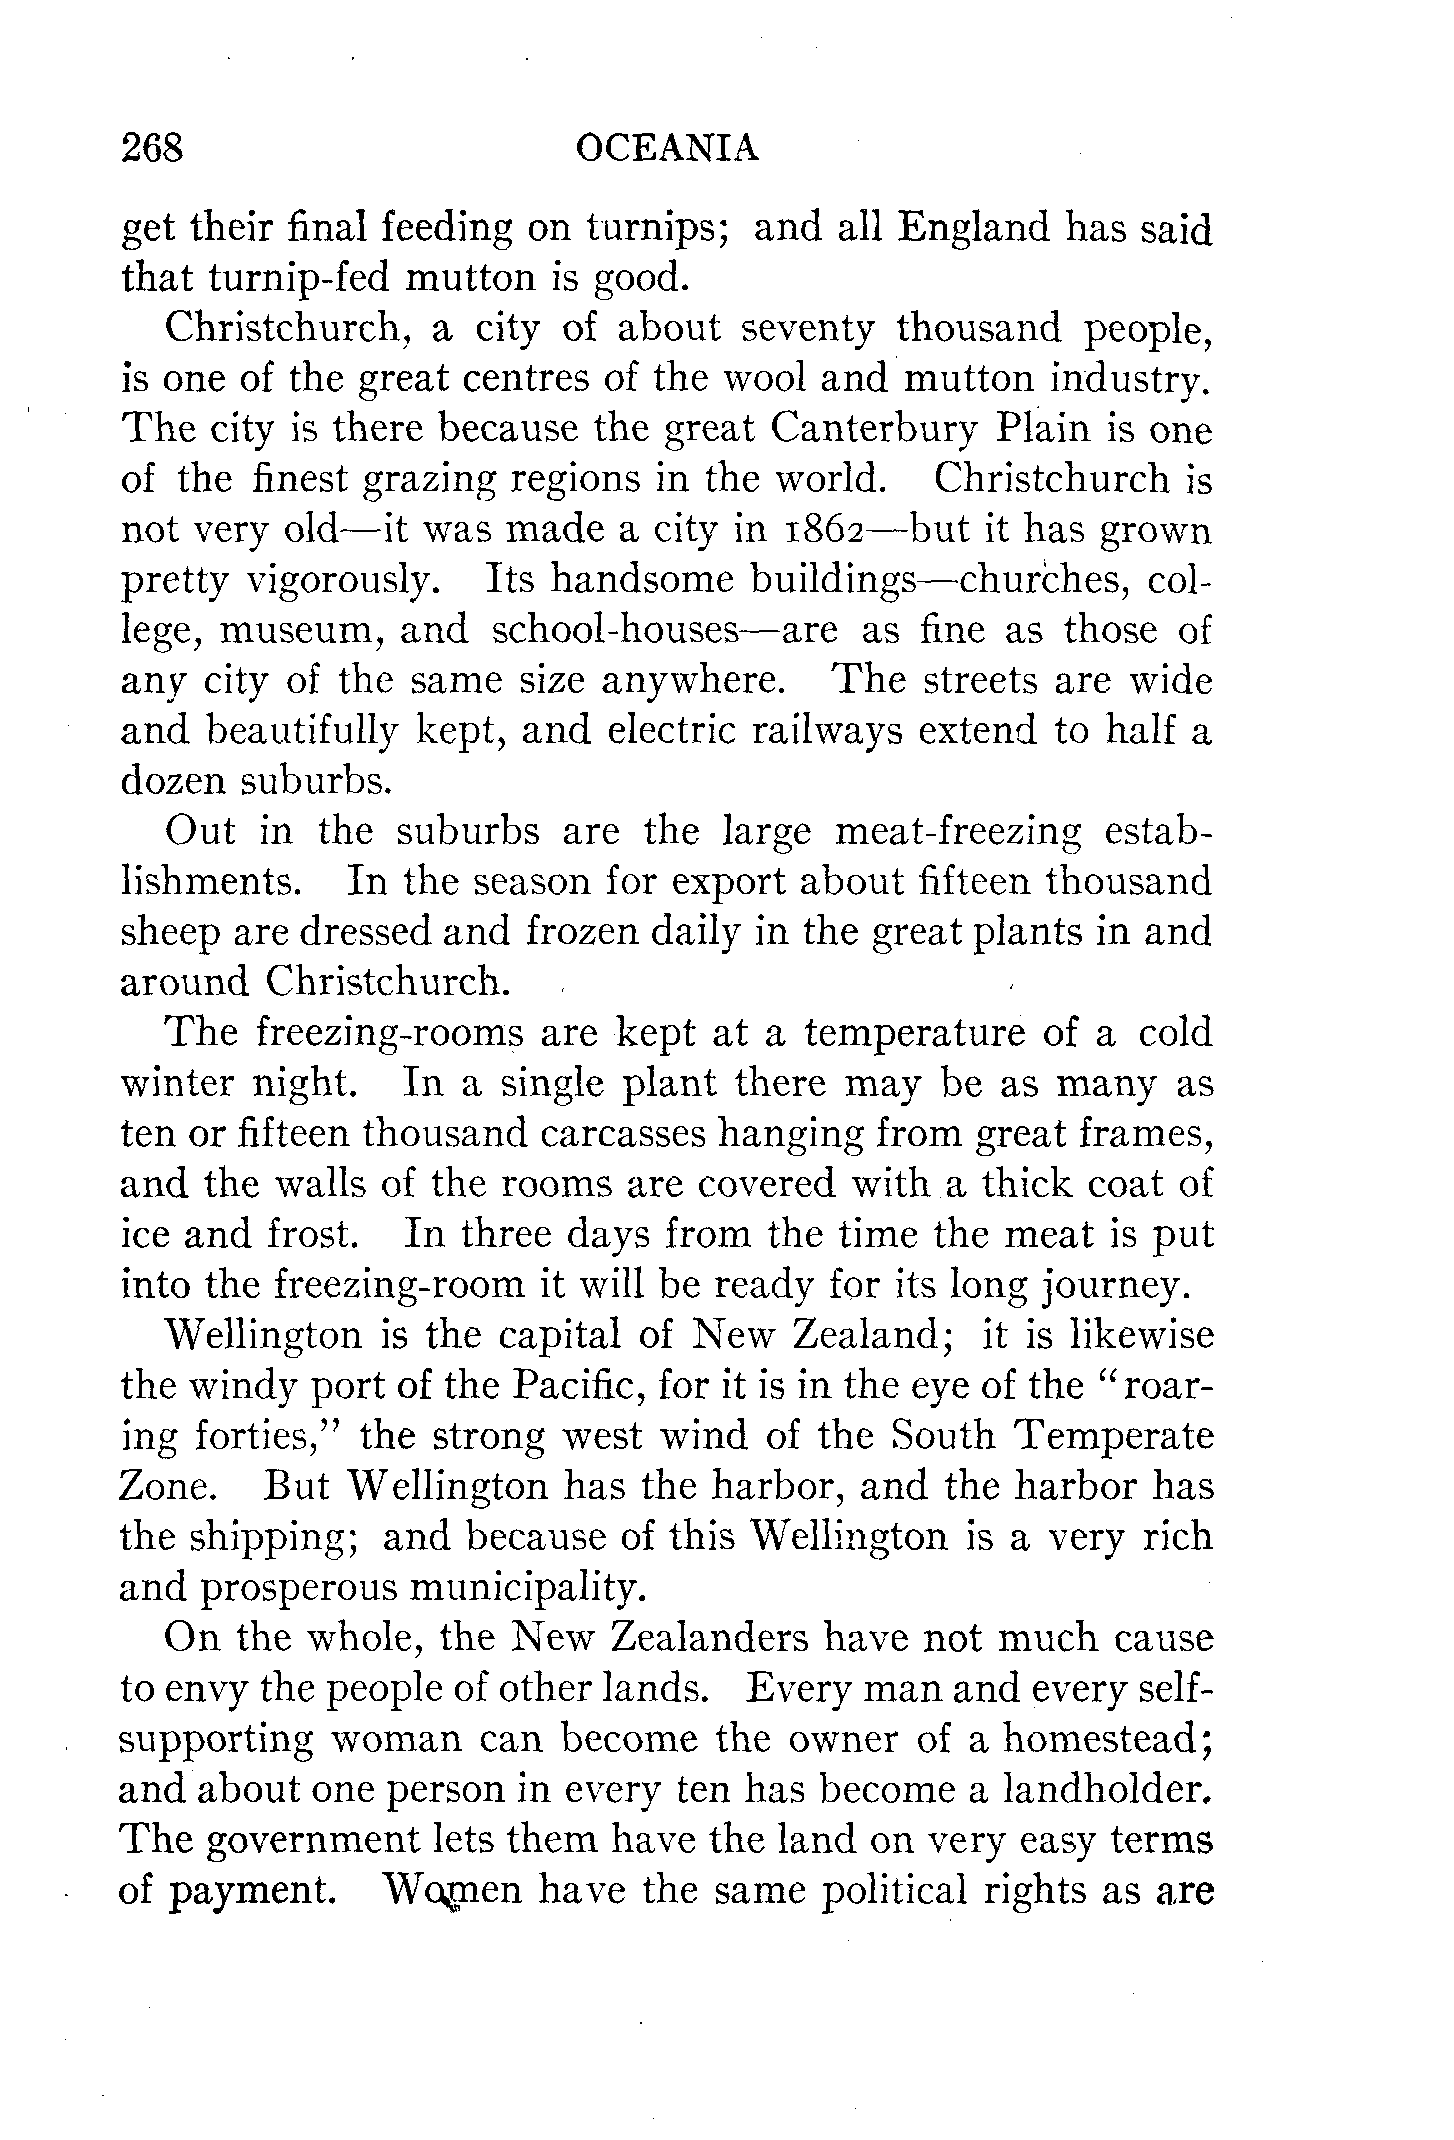 268 OCEANIA
get their final feeding on turnips; and all England has said
that turnip-fed mutton is good.
Christchurch, a city of about seventy thousand people,
is one of the great centres of the wool and mutton industry.
The city is there because the great Canterbury Plain is one
of the finest grazing regions in the world. Christchurch is
not very old—it was made a city in 1862—but it has grown
pretty vigorously. Its handsome buildings—churches, col-
lege, museum, and school-houses—are as fine as those of
any city of the same size anywhere. The streets are wide
and beautifully kept, and electric railways extend to half a
dozen suburbs.
Out in the suburbs are the large meat-freezing estab-
lishments. In the season for export about fifteen thousand
sheep are dressed and frozen daily in the great plants in and
around Christchurch.
The freezing-rooms are kept at a temperature of a cold
winter night. In a single plant there may be as many as
ten or fifteen thousand carcasses hanging from great frames,
and the walls of the rooms are covered with a thick coat of
ice and frost. In three days from the time the meat is put
into the freezing-room it will be ready for its long journey.
Wellington is the capital of New Zealand; it is likewise
the windy port of the Pacific, for it is in the eye of the "roar-
ing forties," the strong west wind of the South Temperate
Zone. But Wellington has the harbor, and the harbor has
the shipping; and because of this Wellington is a very rich
and prosperous municipality.
On the whole, the New Zealanders have not much cause
to envy the people of other lands. Every man and every self-
supporting woman can become the owner of a homestead;
and about one person in every ten has become a landholder.
The government lets them have the land on very easy terms
of payment. Women have the same political rights as are